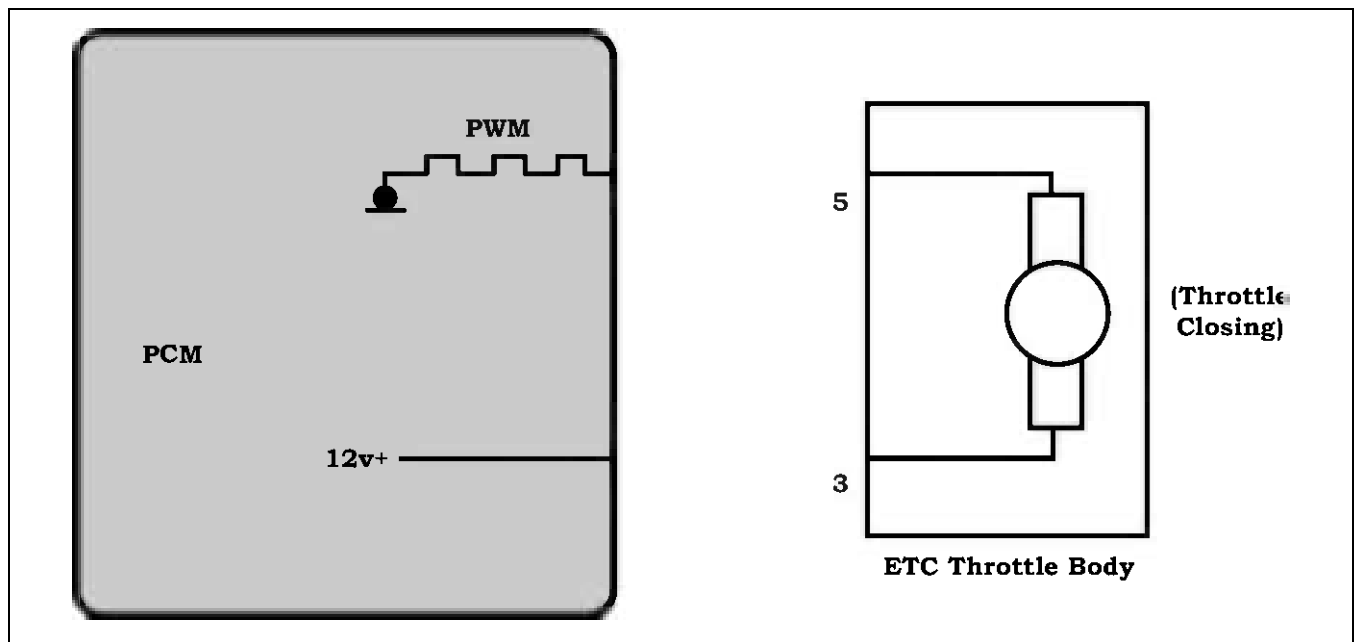 PWM
5
(Throttle
Closing)
PCM
12v+
3
ETC Throttle Body